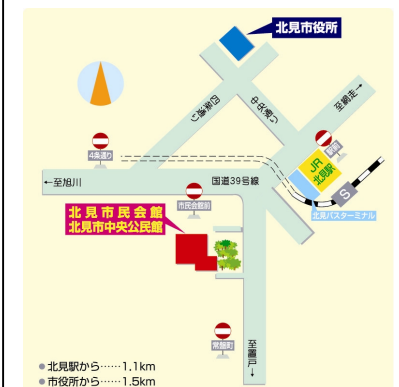 北見市役所
四条通り
中央通り
至網走→
4条通り
駅前
JR
北見駅
←至旭川
国道39号線
S
市民会館前
北見バスターミナル
北見市民会館
北見市中央公民館
常盤町
至置戸→
●北見駅から……1.1km
●市役所から……1.5km